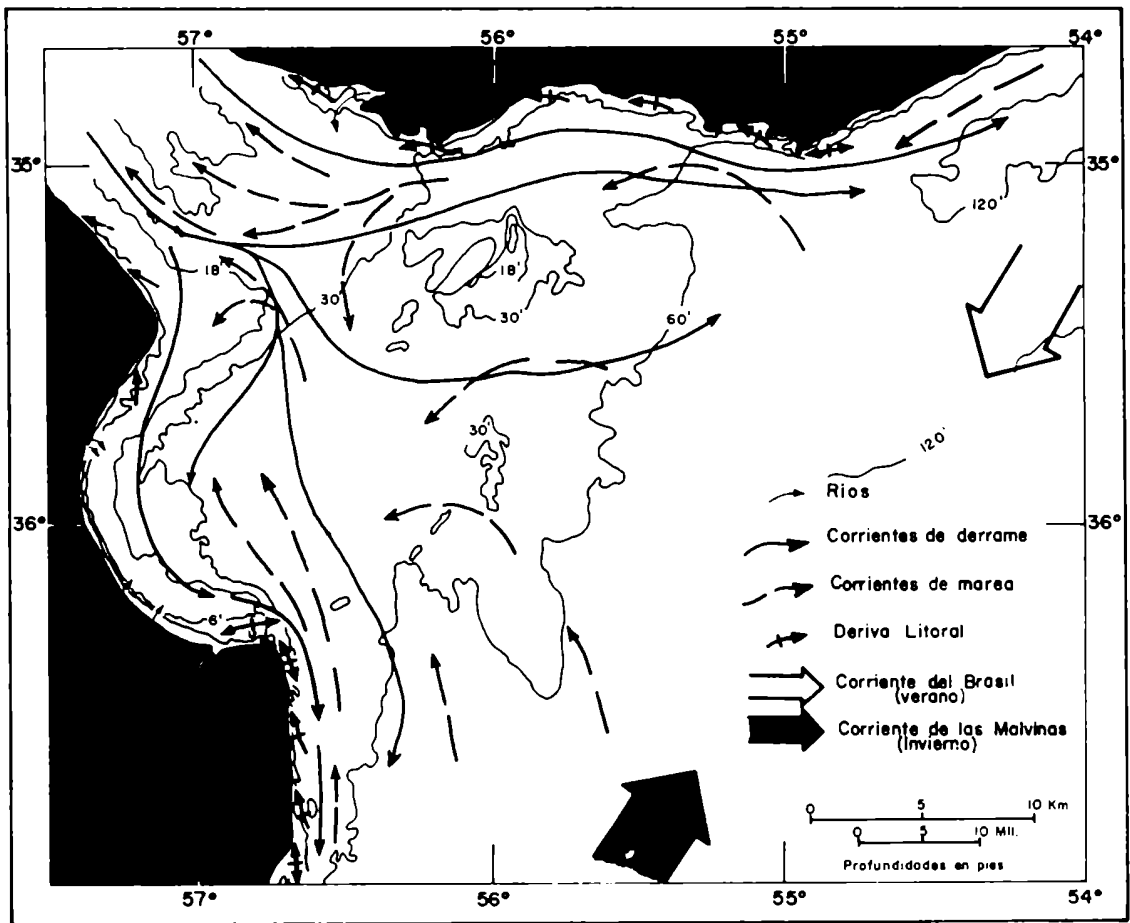 57° 56° 55° 54°
35° 35°
120'
18'
18'
30'
30'
60'
30'
120'
36° 36°
6'
Ríos
Corrientes de derrame
Corrientes de marea
Deriva Litoral
Corriente del Brasil
(verano)
Corriente de las Malvinas
(Invierno)
0 5 10 Km
0 5 10 Mll.
Profundidades en pies
57° 56° 55° 54°